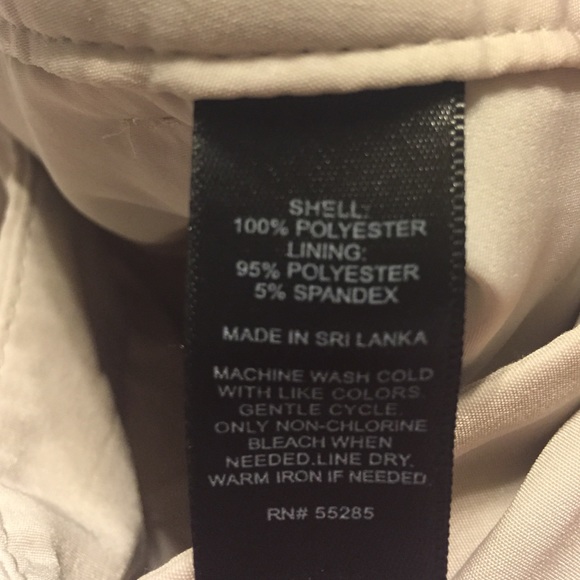 SHELL:
100% POLYESTER
LINING:
95% POLYESTER
5% SPANDEX
MADE IN SRI LANKA
MACHINE WASH COLD
WITH LIKE COLORS.
GENTLE CYCLE.
ONLY NON-CHLORINE
BLEACH WHEN
NEEDED.LINE DRY.
WARM IRON IF NEEDED
RN# 55285